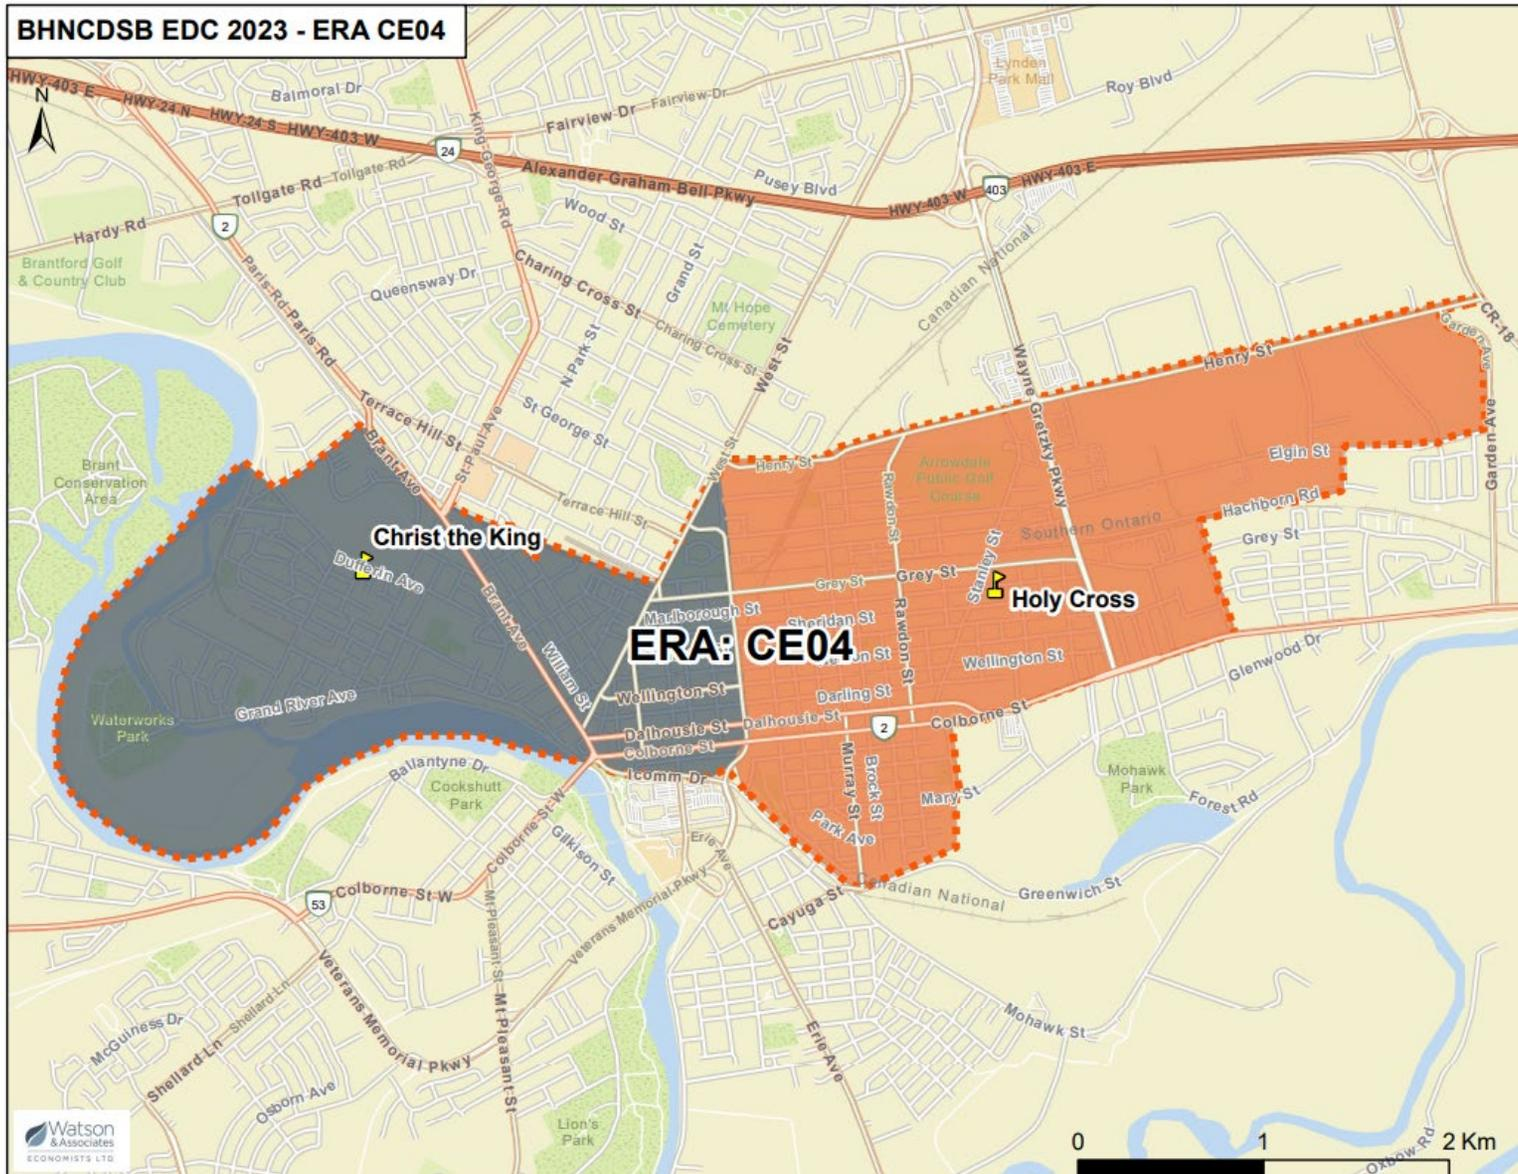 BHNCDSB EDC 2023 - ERA CE04
HWY-403 E
HWY-24 N
HWY-24 S
HWY-403 W
N
Balmoral Dr
Fairview Dr
Fairview Dr
Lynden
Park Mall
Roy Blvd
24
King George Rd
Alexander Graham Bell Pkwy
Pusey Blvd
HWY-403 W
403
HWY-403 E
Tollgate Rd
Tollgate Rd
Hardy Rd
2
Wood St
Brantford Golf
& Country Club
Paris Rd
Paris Rd
Queensway Dr
Charing Cross St
Grand St
Mt Hope
Cemetery
Canadian National
Charing Cross St
N Park St
West St
CR-18
Garden Ave
Henry St
Wayne Gretzky Pkwy
Terrace Hill St
St Paul Ave
St George St
Garden Ave
Brant Ave
West St
Henry St
Elgin St
Brant
Conservation
Area
Arrowdale
Public Golf
Course
Rawdon St
Hachborn Rd
Terrace Hill St
Southern Ontario
Grey St
Christ the King
Dufferin Ave
Stanley St
Grey St
Grey St
Holy Cross
Brant Ave
Marlborough St
Sheridan St
Rawdon St
ERA: CE04
William St
Wellington St
Glenwood Dr
Wellington St
Darling St
Grand River Ave
Waterworks
Park
Dalhousie St
Dalhousie St
Colborne St
2
Colborne St
Icomm Dr
Ballantyne Dr
Cockshutt
Park
Murray St
Brock St
Mary St
Mohawk
Park
Forest Rd
Colborne St W
Gilkison St
Park Ave
Erie Ave
Canadian National
Greenwich St
53
Colborne St W
Mt Pleasant St
Veterans Memorial Pkwy
Cayuga St
Veterans Memorial Pkwy
Shellard Ln
McGuiness Dr
Mt Pleasant St
Mohawk St
Erie Ave
Shellard Ln
Osborn Ave
Lion's
Park
Watson
& Associates
ECONOMISTS LTD
0 1 2 Km
Oxbow Rd